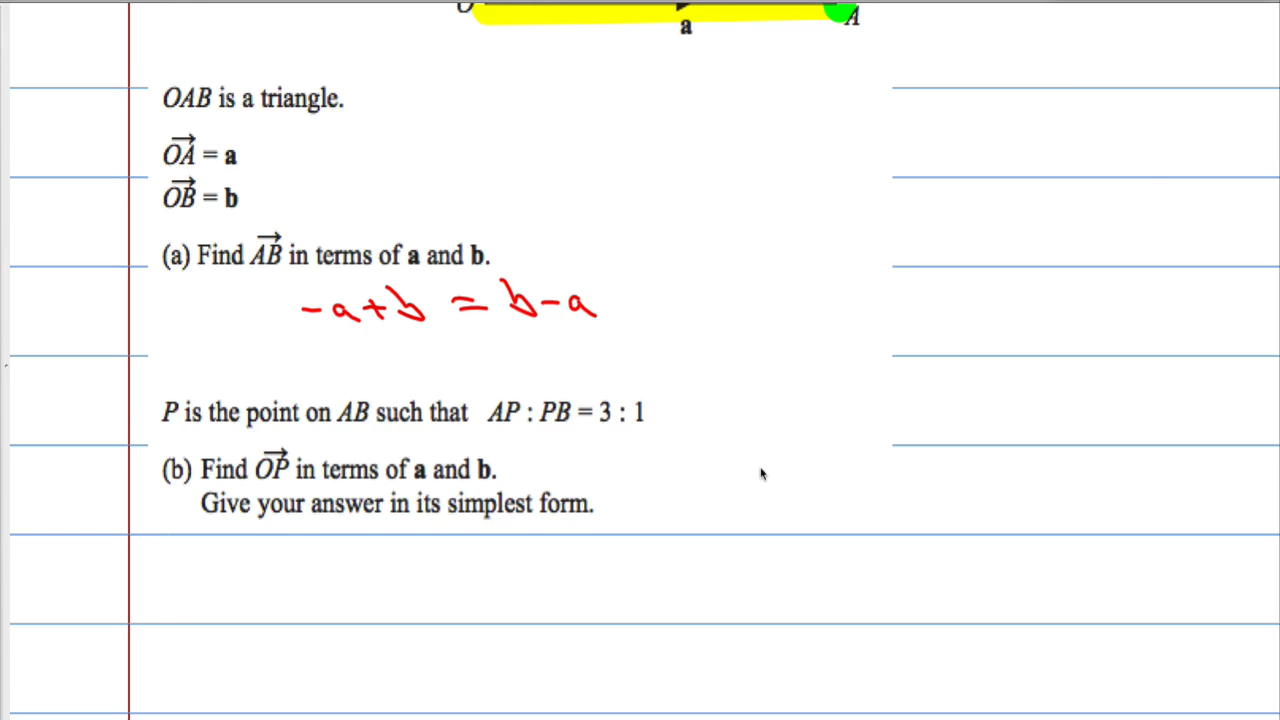 O A
a
OAB is a triangle.
OA = a
OB = b
(a) Find AB in terms of a and b.
-a+b = b-a
P is the point on AB such that AP : PB = 3 : 1
(b) Find OP in terms of a and b.
Give your answer in its simplest form.